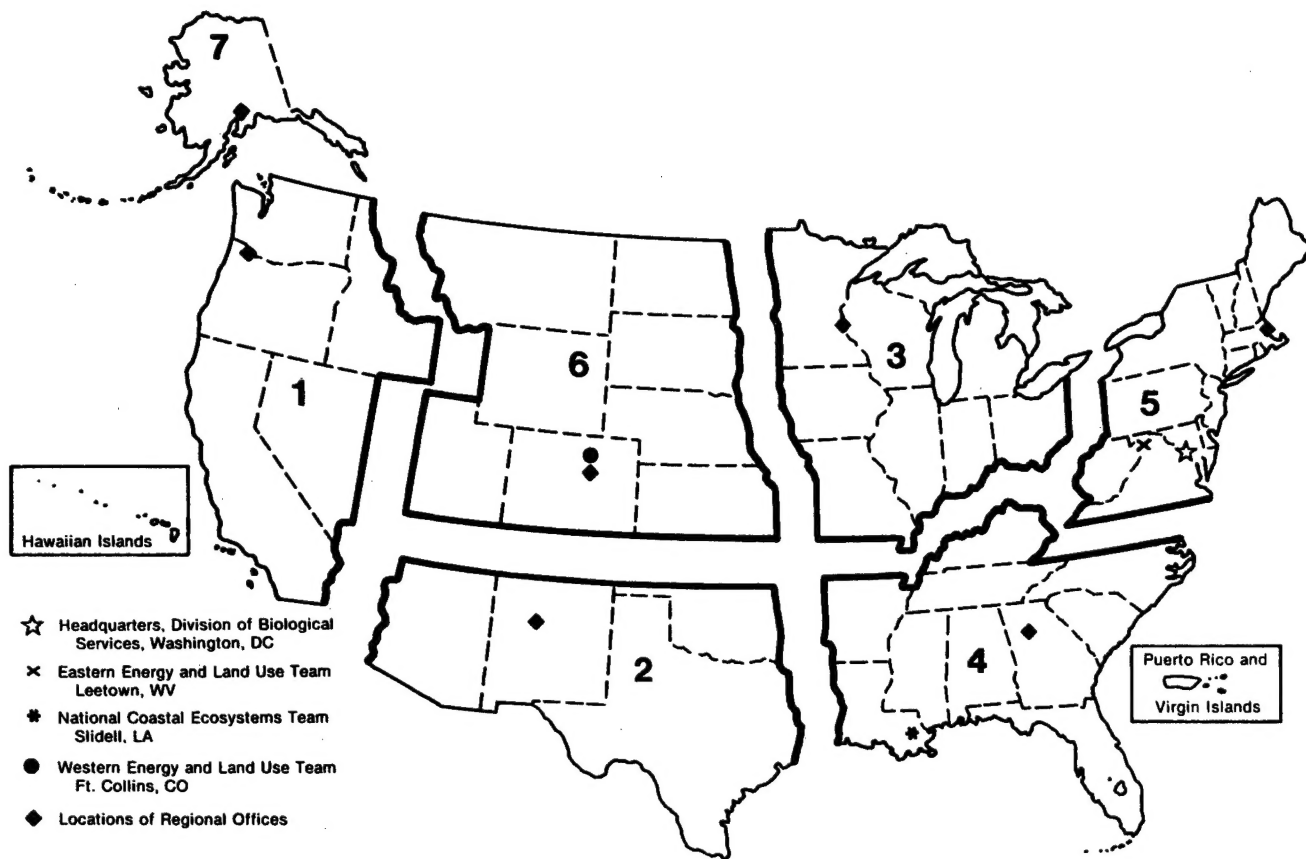 7
6
3
1
5
Hawaiian Islands
☆ Headquarters, Division of Biological
Services, Washington, DC
× Eastern Energy and Land Use Team
Leetown, WV
* National Coastal Ecosystems Team
Slidell, LA
● Western Energy and Land Use Team
Ft. Collins, CO
◆ Locations of Regional Offices
2
4
Puerto Rico and
Virgin Islands